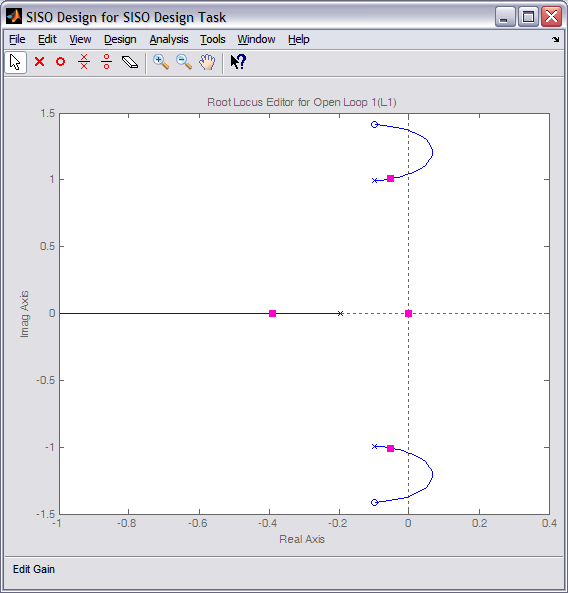 SISO Design for SISO Design Task
File Edit View Design Analysis Tools Window Help
Root Locus Editor for Open Loop 1(L1)
1.5
1
0.5
0
-0.5
-1
-1.5
Imag Axis
-1 -0.8 -0.6 -0.4 -0.2 0 0.2 0.4
Real Axis
Edit Gain